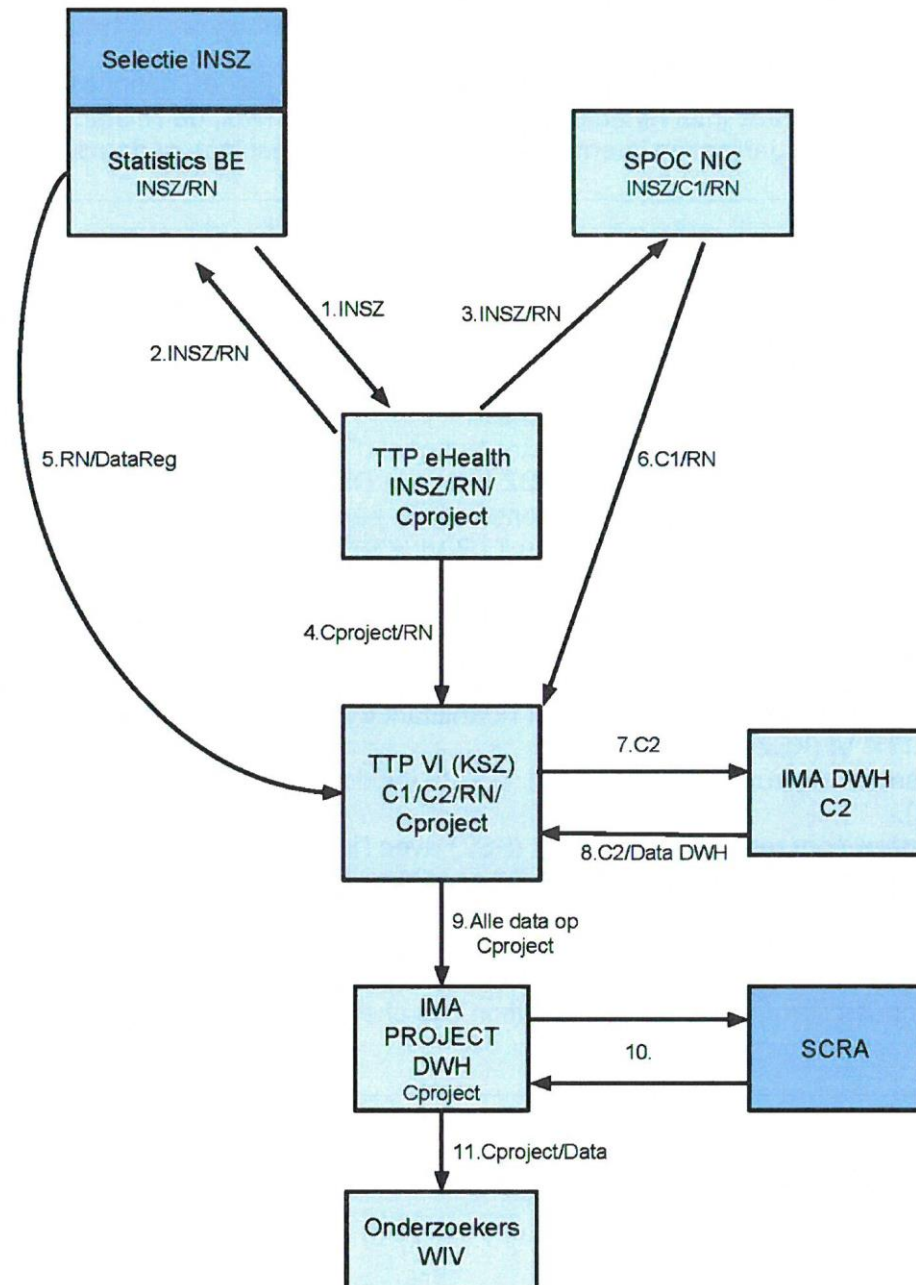 Selectie INSZ
Statistics BE
INSZ/RN
SPOC NIC
INSZ/C1/RN
1.INSZ
2.INSZ/RN
3.INSZ/RN
5.RN/DataReg
TTP eHealth
INSZ/RN/
Cproject
6.C1/RN
4.Cproject/RN
TTP VI (KSZ)
C1/C2/RN/
Cproject
7.C2
IMA DWH
C2
8.C2/Data DWH
9.Alle data op
Cproject
IMA
PROJECT
DWH
Cproject
10.
SCRA
11.Cproject/Data
Onderzoekers
WIV